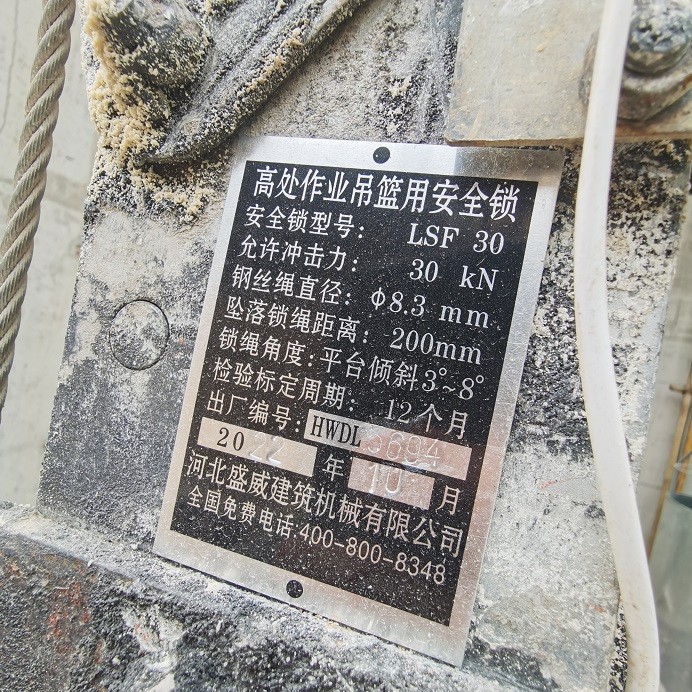 高处作业吊篮用安全锁
安全锁型号： LSF 30
允许冲击力： 30 kN
钢丝绳直径： ϕ8.3 mm
坠落锁绳距离： 200mm
锁绳角度：平台倾斜3°~8°
检验标定周期： 12个月
出厂编号： HWDL
2022 年 10 月
河北盛威建筑机械有限公司
全国免费电话：400-800-8348